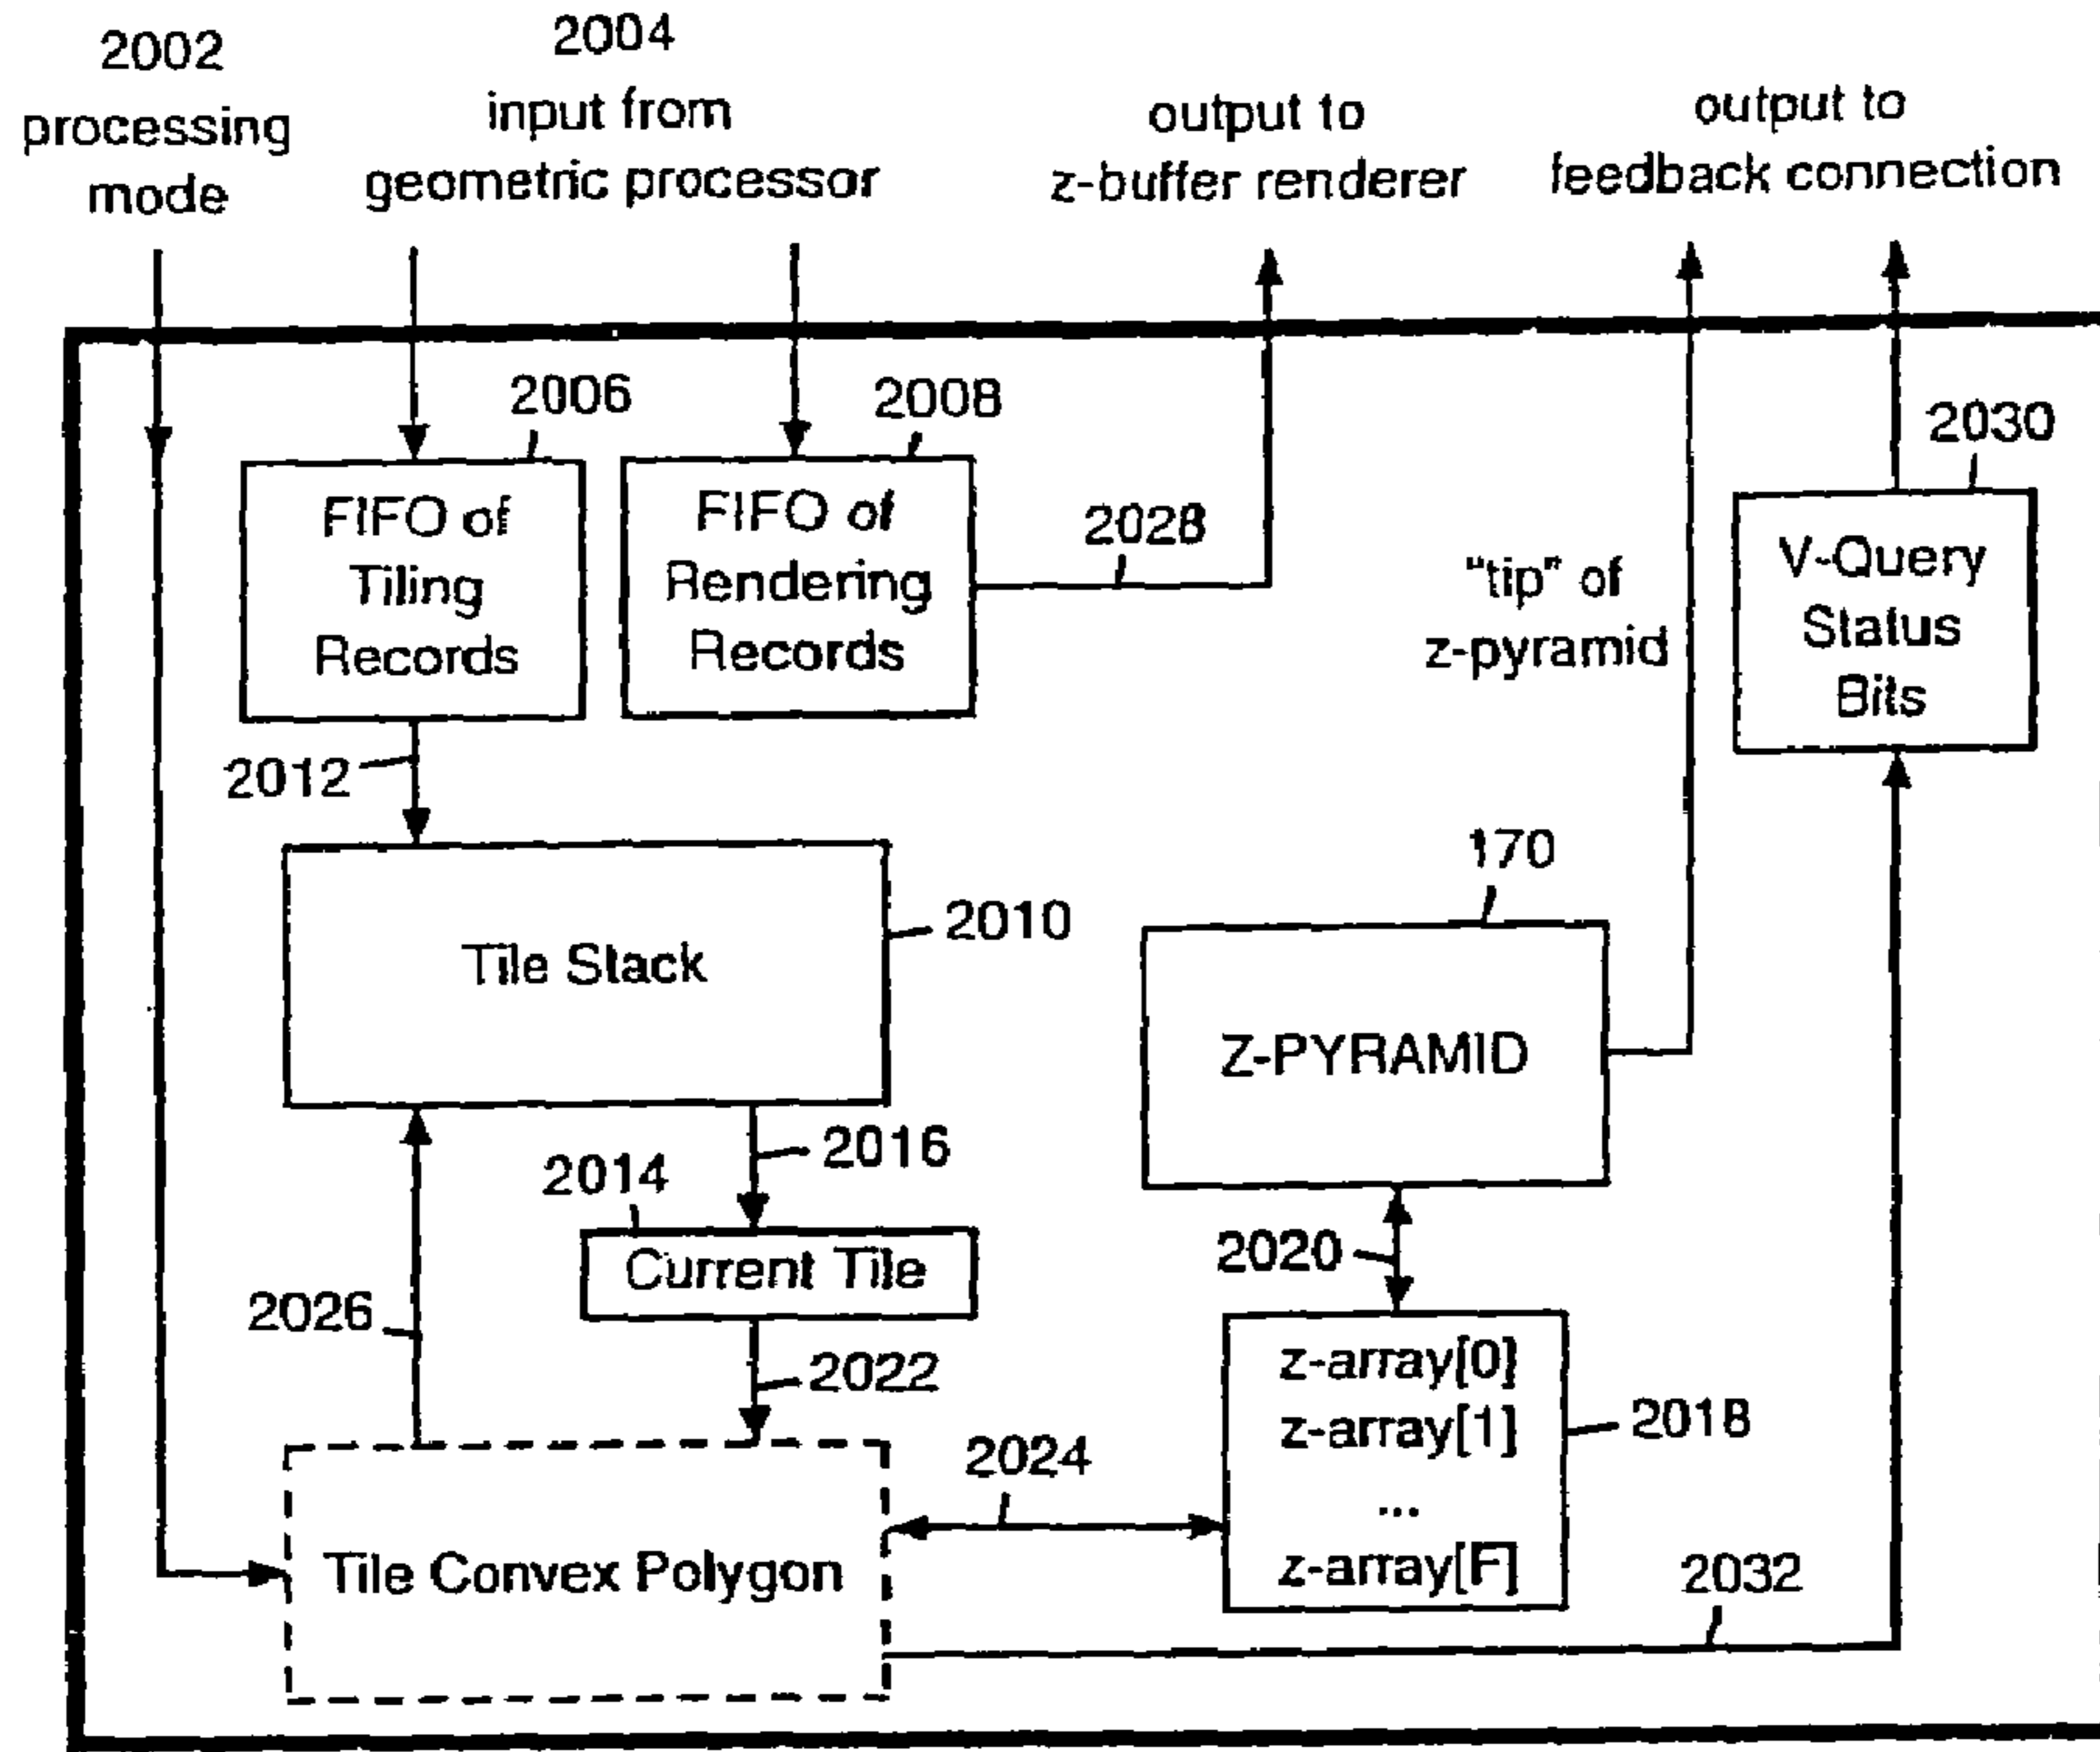 2002
processing
mode
2004
input from
geometric processor
output to
z-buffer renderer
output to
feedback connection
2006
FIFO of
Tiling
Records
2008
FIFO of
Rendering
Records
2028
"tip" of
z-pyramid
2030
V-Query
Status
Bits
2012
Tile Stack
2010
170
Z-PYRAMID
2016
2014
Current Tile
2020
2026
2022
z-array[0]
z-array[1]
...
z-array[F]
2018
2024
Tile Convex Polygon
2032